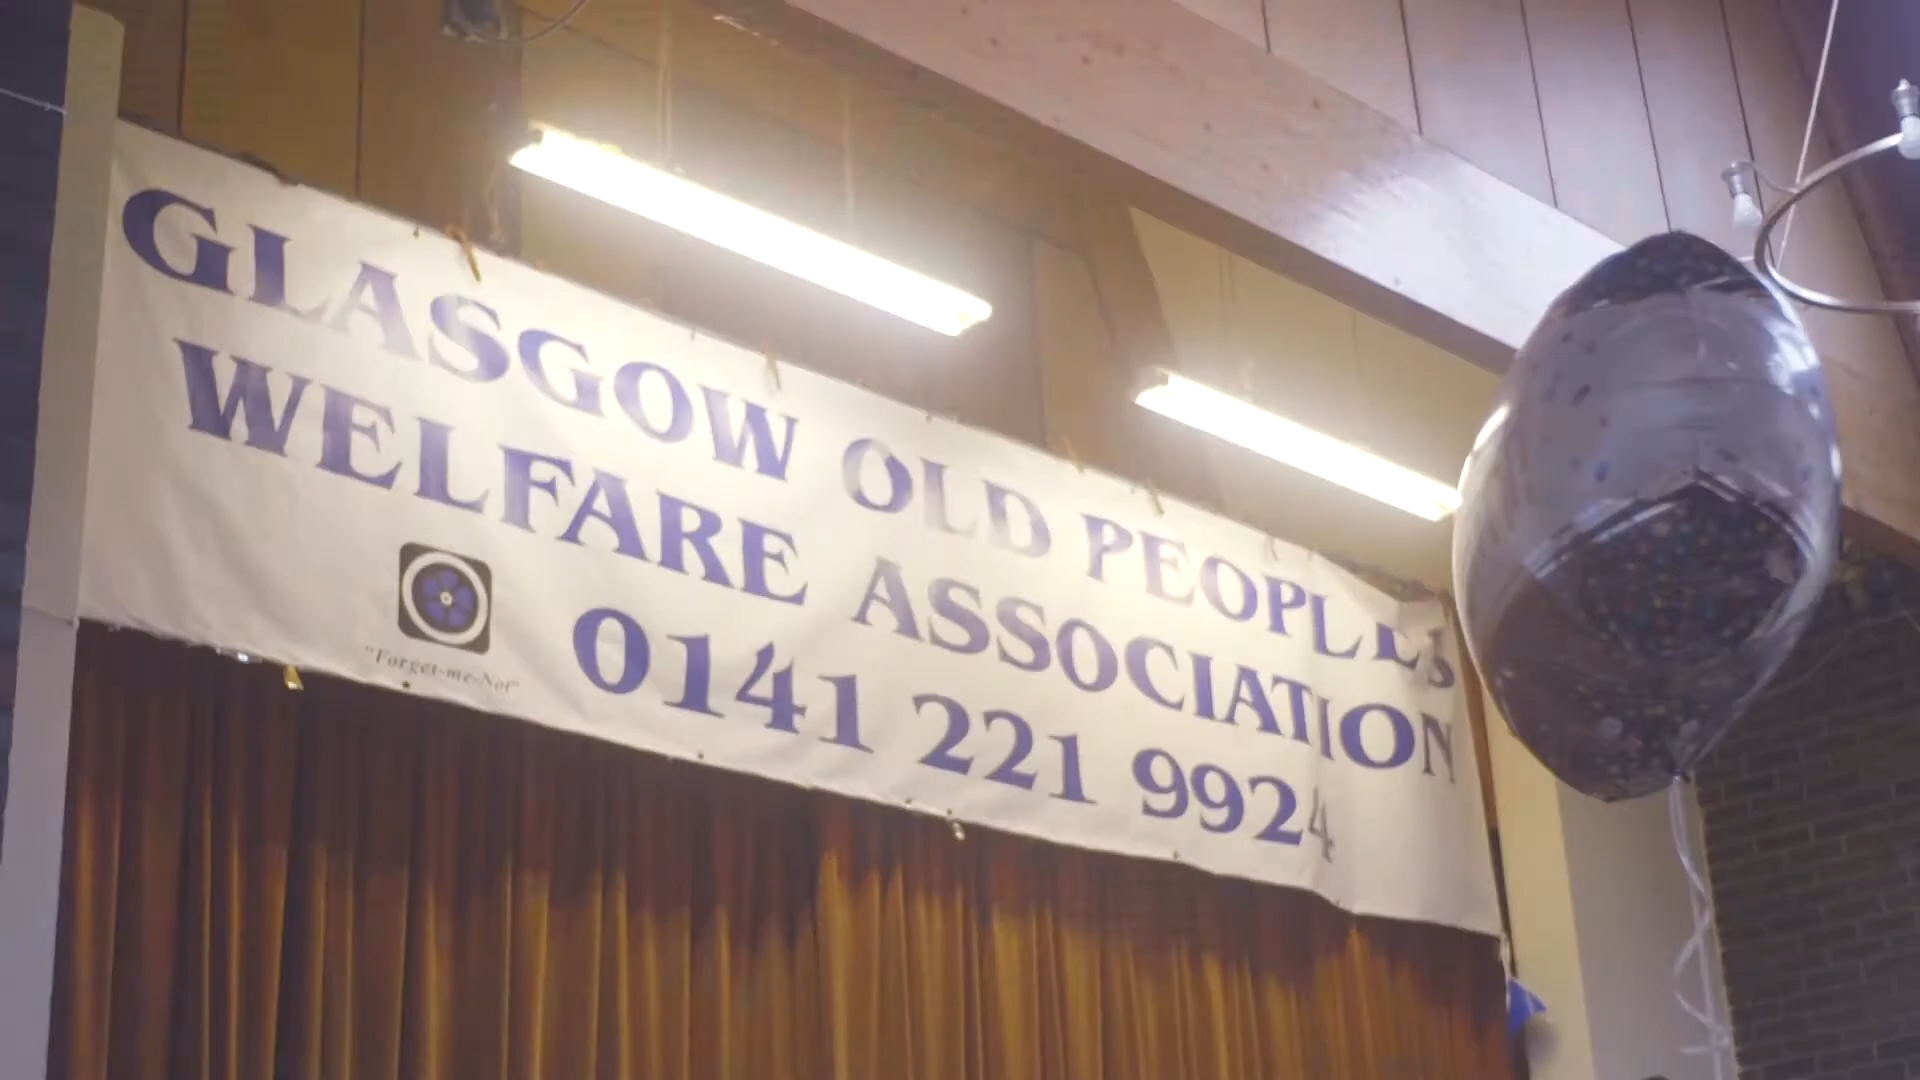 GLASGOW OLD PEOPLES
WELFARE ASSOCIATION
"Forget-me-Not"
0141 221 9924